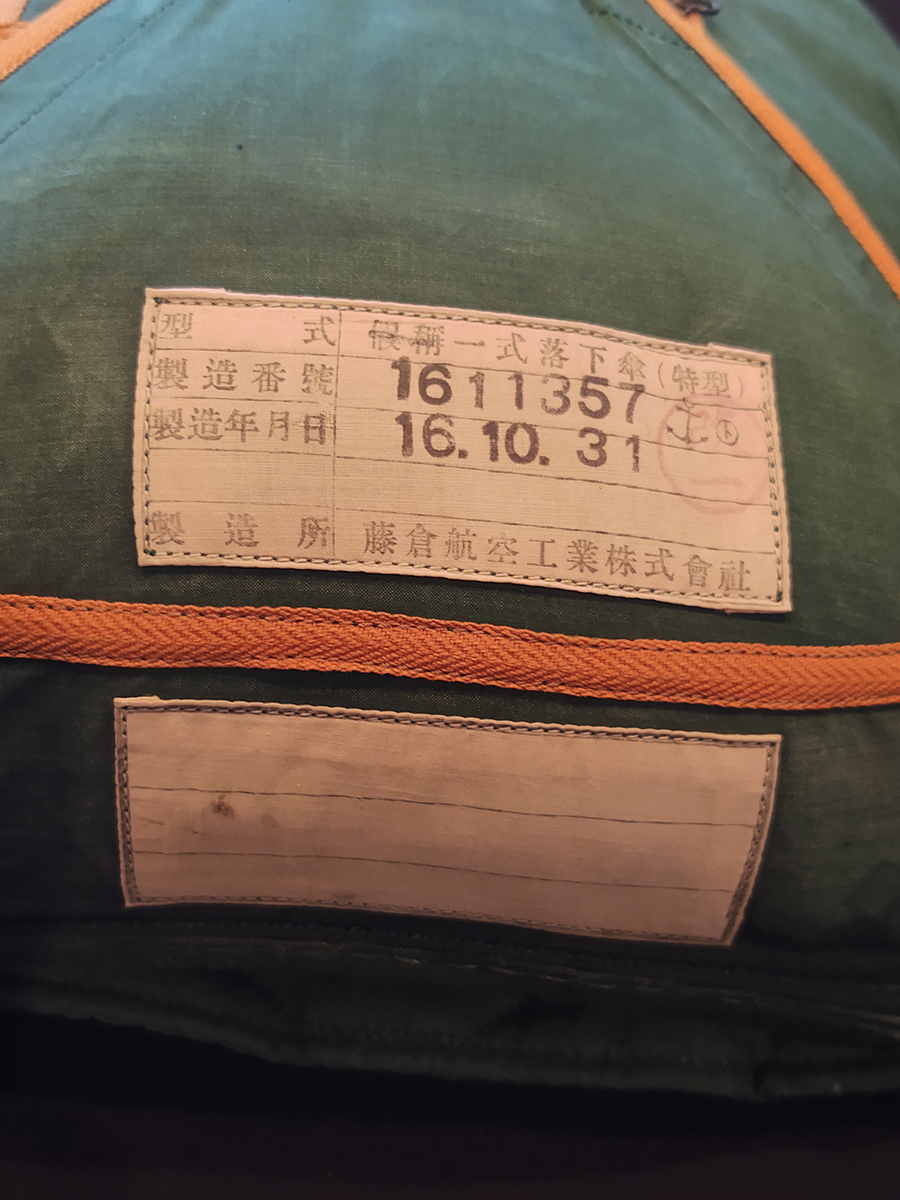 型式 假稱一式落下傘(特型)
製造番號 1611357
製造年月日 16.10.31
製造所 藤倉航空工業株式會社